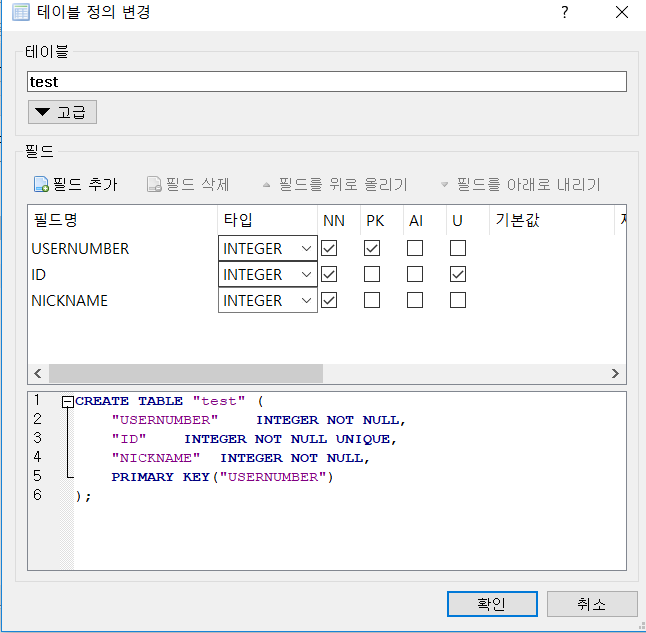 테이블 정의 변경 ?
테이블
test
고급
필드
필드 추가 필드 삭제 필드를 위로 올리기 필드를 아래로 내리기
필드명 타입 NN PK AI U 기본값
USERNUMBER INTEGER
ID INTEGER
NICKNAME INTEGER
1 CREATE TABLE "test" (
2 "USERNUMBER" INTEGER NOT NULL,
3 "ID" INTEGER NOT NULL UNIQUE,
4 "NICKNAME" INTEGER NOT NULL,
5 PRIMARY KEY("USERNUMBER")
6 );
확인 취소